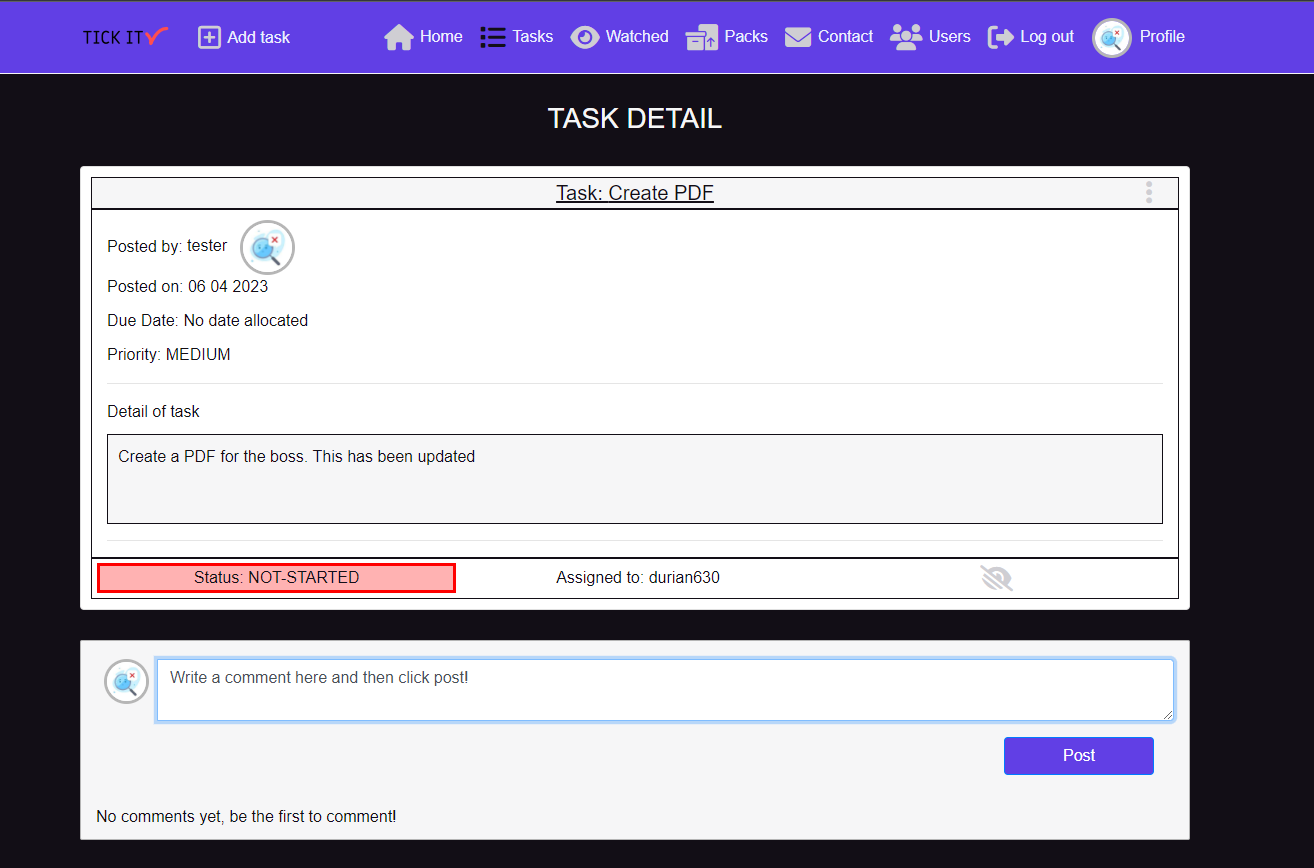 TICK IT Add task Home Tasks Watched Packs Contact Users Log out Profile
TASK DETAIL
Task: Create PDF
Posted by: tester
Posted on: 06 04 2023
Due Date: No date allocated
Priority: MEDIUM
Detail of task
Create a PDF for the boss. This has been updated
Status: NOT-STARTED Assigned to: durian630
Write a comment here and then click post!
Post
No comments yet, be the first to comment!